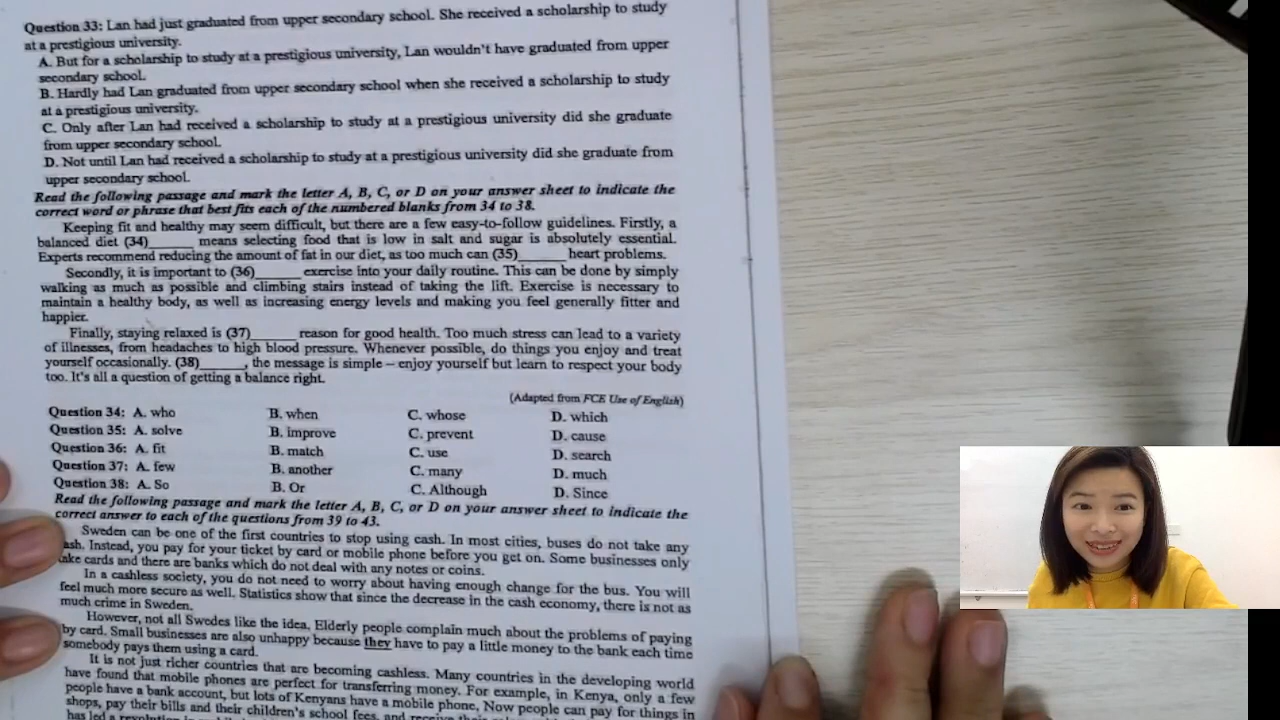 Question 33: Lan had just graduated from upper secondary school. She received a scholarship to study
at a prestigious university.
A. But for a scholarship to study at a prestigious university, Lan wouldn't have graduated from upper
secondary school.
B. Hardly had Lan graduated from upper secondary school when she received a scholarship to study
at a prestigious university.
C. Only after Lan had received a scholarship to study at a prestigious university did she graduate
from upper secondary school.
D. Not until Lan had received a scholarship to study at a prestigious university did she graduate from
upper secondary school.
Read the following passage and mark the letter A, B, C, or D on your answer sheet to indicate the
correct word or phrase that best fits each of the numbered blanks from 34 to 38.
Keeping fit and healthy may seem difficult, but there are a few easy-to-follow guidelines. Firstly, a
balanced diet (34)______ means selecting food that is low in salt and sugar is absolutely essential.
Experts recommend reducing the amount of fat in our diet, as too much can (35)______ heart problems.
Secondly, it is important to (36)______ exercise into your daily routine. This can be done by simply
walking as much as possible and climbing stairs instead of taking the lift. Exercise is necessary to
maintain a healthy body, as well as increasing energy levels and making you feel generally fitter and
happier.
Finally, staying relaxed is (37)______ reason for good health. Too much stress can lead to a variety
of illnesses, from headaches to high blood pressure. Whenever possible, do things you enjoy and treat
yourself occasionally. (38)______, the message is simple – enjoy yourself but learn to respect your body
too. It's all a question of getting a balance right.
(Adapted from FCE Use of English)
Question 34: A. who B. when C. whose D. which
Question 35: A. solve B. improve C. prevent D. cause
Question 36: A. fit B. match C. use D. search
Question 37: A. few B. another C. many D. much
Question 38: A. So B. Or C. Although D. Since
Read the following passage and mark the letter A, B, C, or D on your answer sheet to indicate the
correct answer to each of the questions from 39 to 43.
Sweden can be one of the first countries to stop using cash. In most cities, buses do not take any
ash. Instead, you pay for your ticket by card or mobile phone before you get on. Some businesses only
ake cards and there are banks which do not deal with any notes or coins.
In a cashless society, you do not need to worry about having enough change for the bus. You will
feel much more secure as well. Statistics show that since the decrease in the cash economy, there is not as
much crime in Sweden.
However, not all Swedes like the idea. Elderly people complain much about the problems of paying
by card. Small businesses are also unhappy because they have to pay a little money to the bank each time
somebody pays them using a card.
It is not just richer countries that are becoming cashless. Many countries in the developing world
have found that mobile phones are perfect for transferring money. For example, in Kenya, only a few
people have a bank account, but lots of Kenyans have a mobile phone. Now people can pay for things in
shops, pay their bills and their children's school fees, and receive their
has led a revolution in